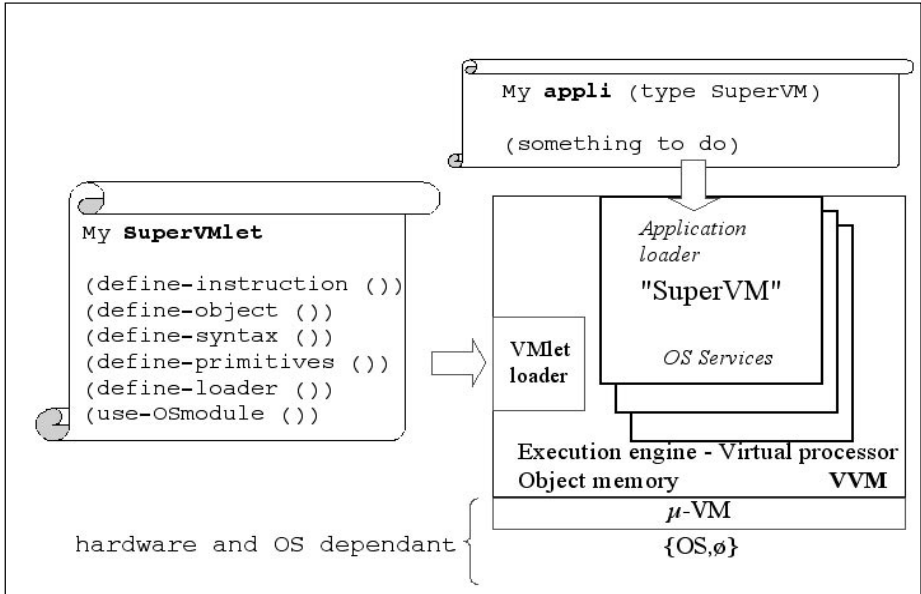 My appli (type SuperVM)
(something to do)
My SuperVMlet
(define-instruction ())
(define-object ())
(define-syntax ())
(define-primitives ())
(define-loader ())
(use-OSmodule ())
VMlet
loader
Application
loader
"SuperVM"
OS Services
Execution engine - Virtual processor
Object memory VVM
μ-VM
hardware and OS dependant
{OS,ø}